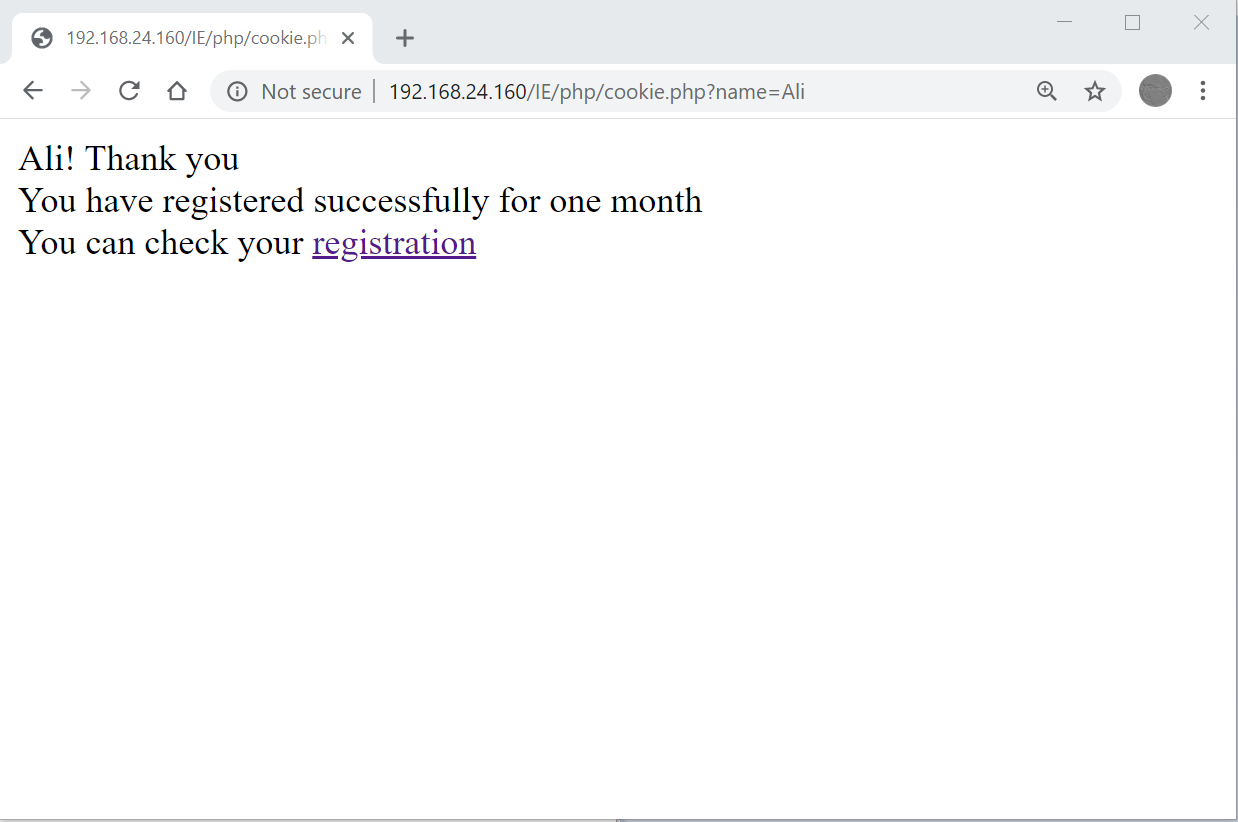 192.168.24.160/IE/php/cookie.ph
Not secure | 192.168.24.160/IE/php/cookie.php?name=Ali
Ali! Thank you
You have registered successfully for one month
You can check your registration